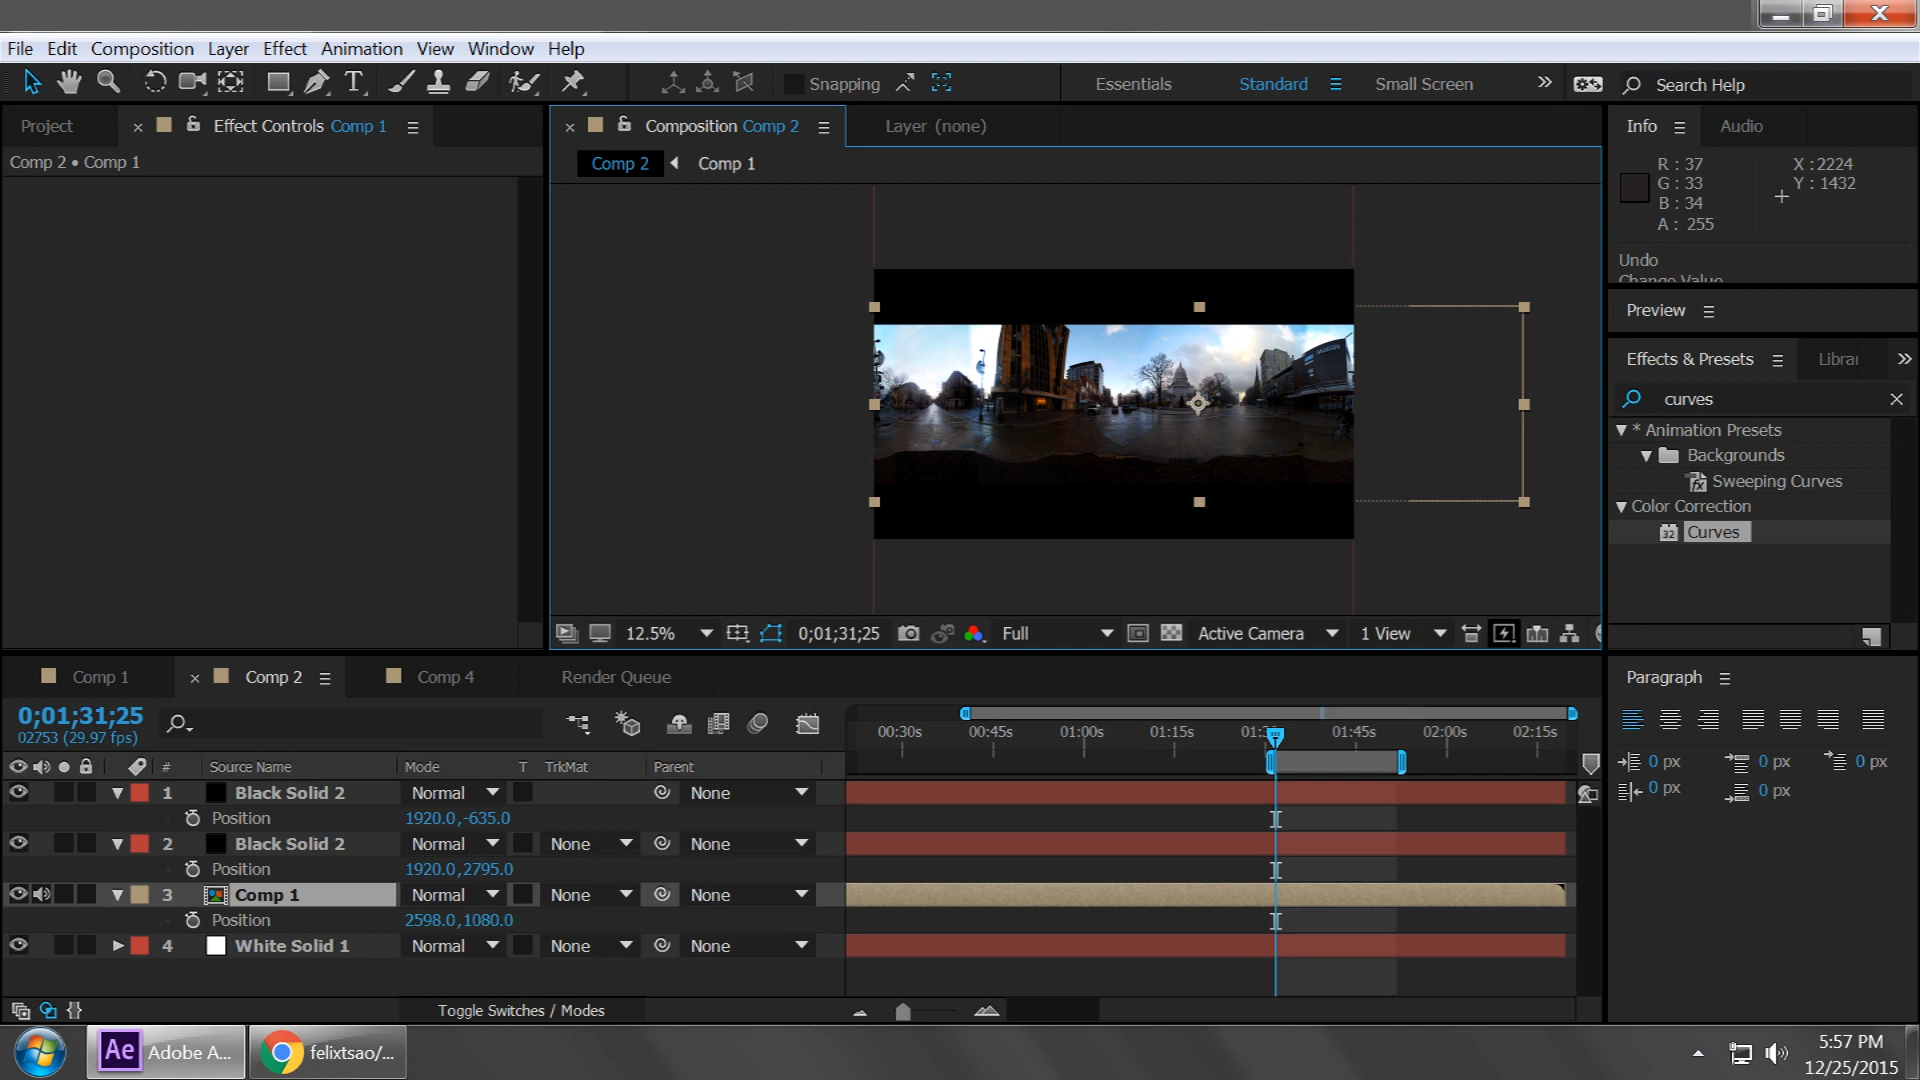 File Edit Composition Layer Effect Animation View Window Help
Snapping Essentials Standard Small Screen Search Help
Project Effect Controls Comp 1 Composition Comp 2 Layer (none) Info Audio
Comp 2 • Comp 1
Comp 2 Comp 1
R : 37 X : 2224
G : 33 Y : 1432
B : 34
A : 255
Undo
Change Value
Preview
Effects & Presets
curves
* Animation Presets
Backgrounds
Sweeping Curves
Color Correction
32 Curves
12.5% 0;01;31;25 Full Active Camera 1 View
Comp 1 Comp 2 Comp 4 Render Queue Paragraph
0;01;31;25
02753 (29.97 fps)
00:30s 00:45s 01:00s 01:15s 01:45s 02:00s 02:15s
# Source Name Mode T TrkMat Parent
0 px 0 px 0 px
0 px 0 px
1 Black Solid 2 Normal None
Position 1920.0,-635.0
2 Black Solid 2 Normal None None
Position 1920.0,2795.0
3 Comp 1 Normal None None
Position 2598.0,1080.0
4 White Solid 1 Normal None None
Toggle Switches / Modes
Ae Adobe A... felixtsao/...
5:57 PM
12/25/2015